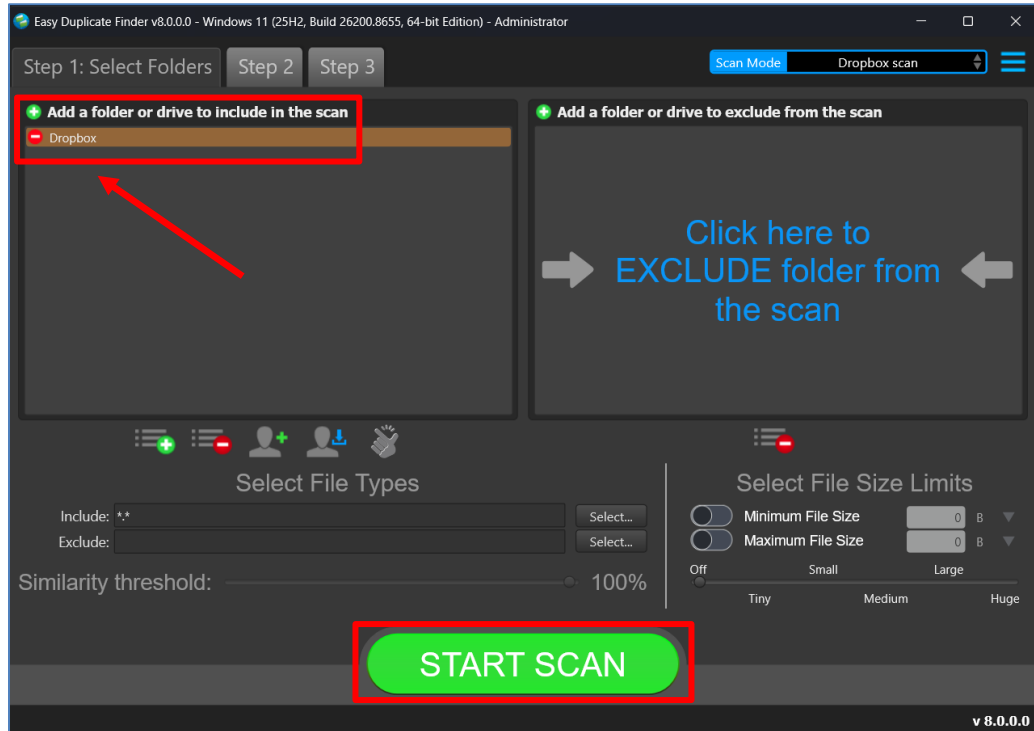 Easy Duplicate Finder v8.0.0.0 - Windows 11 (25H2, Build 26200.8655, 64-bit Edition) - Administrator
Step 1: Select Folders Step 2 Step 3 Scan Mode Dropbox scan
Add a folder or drive to include in the scan
Dropbox
Add a folder or drive to exclude from the scan
Click here to
EXCLUDE folder from
the scan
Select File Types
Include: *.* Select...
Exclude: Select...
Similarity threshold: 100%
Select File Size Limits
Minimum File Size 0 B
Maximum File Size 0 B
Off Small Large
Tiny Medium Huge
START SCAN
v 8.0.0.0